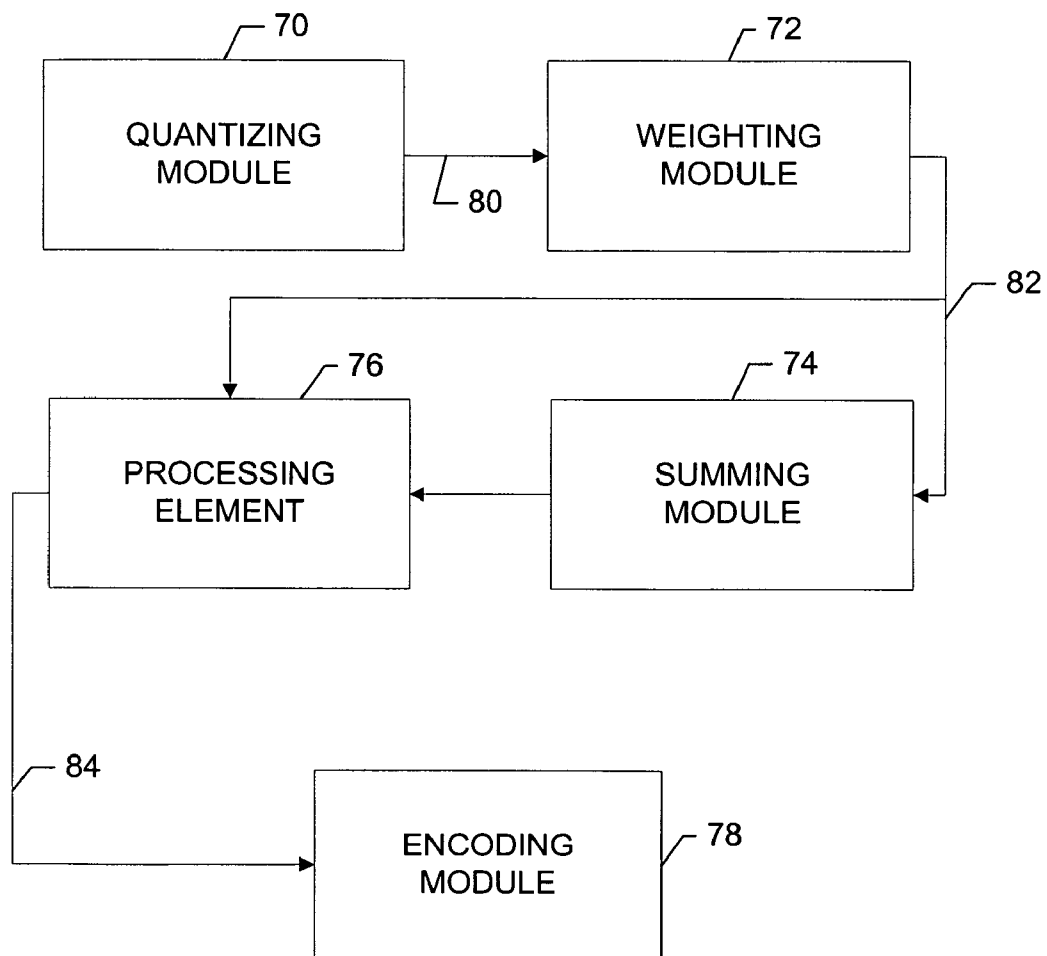 70
72
QUANTIZING
MODULE
WEIGHTING
MODULE
80
82
76
74
PROCESSING
ELEMENT
SUMMING
MODULE
84
78
ENCODING
MODULE